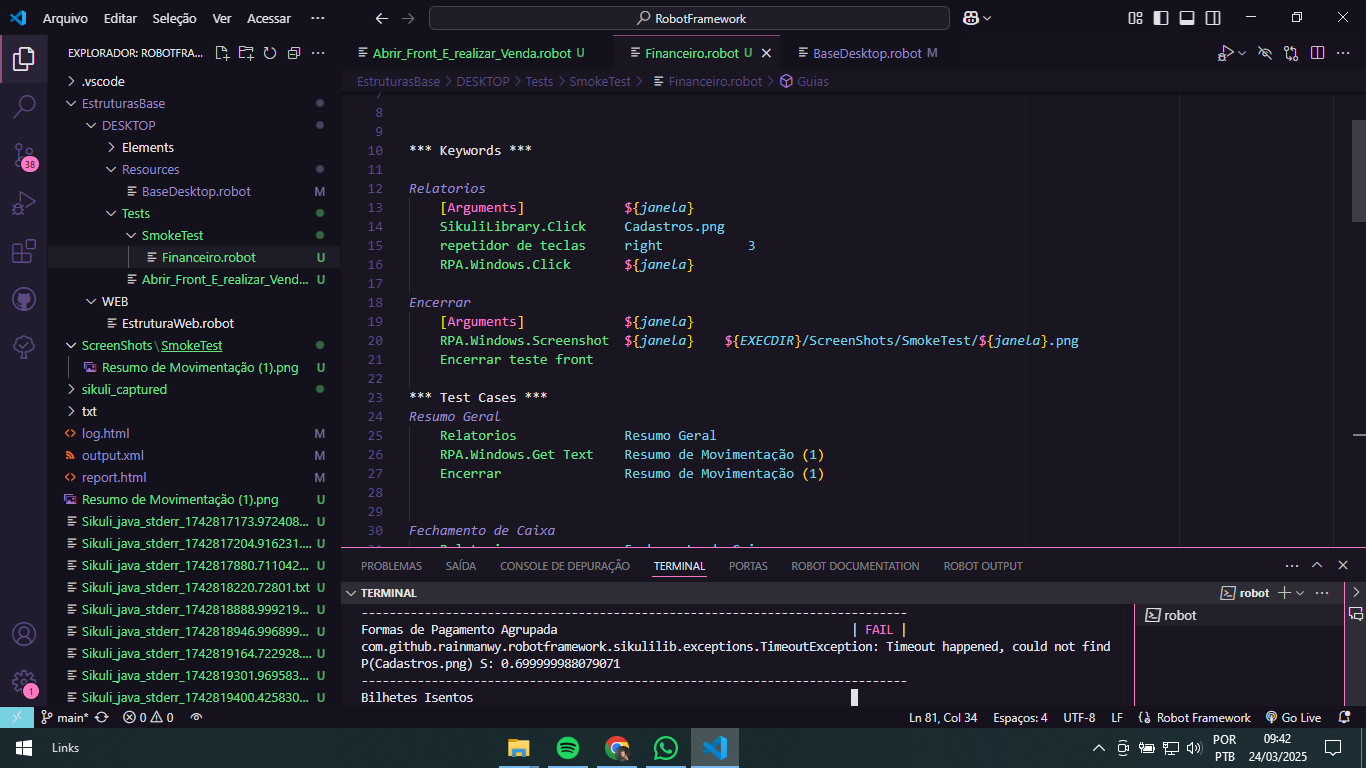 Arquivo Editar Seleção Ver Acessar ···
RobotFramework
EXPLORADOR: ROBOTFRA...
Abrir_Front_E_realizar_Venda.robot U
Financeiro.robot U
BaseDesktop.robot M
EstruturasBase > DESKTOP > Tests > SmokeTest > Financeiro.robot > Guias
.vscode
EstruturasBase
DESKTOP
Elements
Resources
BaseDesktop.robot M
Tests
SmokeTest
Financeiro.robot U
Abrir_Front_E_realizar_Vend... U
WEB
EstruturaWeb.robot
ScreenShots\SmokeTest
Resumo de Movimentação (1).png U
sikuli_captured
txt
log.html M
output.xml M
report.html M
Resumo de Movimentação (1).png U
Sikuli_java_stderr_1742817173.972408... U
Sikuli_java_stderr_1742817204.916231.... U
Sikuli_java_stderr_1742817880.711042... U
Sikuli_java_stderr_1742818220.72801.txt U
Sikuli_java_stderr_1742818888.999219... U
Sikuli_java_stderr_1742818946.996899... U
Sikuli_java_stderr_1742819164.722928... U
Sikuli_java_stderr_1742819301.969583... U
Sikuli_java_stderr_1742819400.425830... U
38
1
7
8
9
10 *** Keywords ***
11
12 Relatorios
13 [Arguments] ${janela}
14 SikuliLibrary.Click Cadastros.png
15 repetidor de teclas right 3
16 RPA.Windows.Click ${janela}
17
18 Encerrar
19 [Arguments] ${janela}
20 RPA.Windows.Screenshot ${janela} ${EXECDIR}/ScreenShots/SmokeTest/${janela}.png
21 Encerrar teste front
22
23 *** Test Cases ***
24 Resumo Geral
25 Relatorios Resumo Geral
26 RPA.Windows.Get Text Resumo de Movimentação (1)
27 Encerrar Resumo de Movimentação (1)
28
29
30 Fechamento de Caixa
PROBLEMAS SAÍDA CONSOLE DE DEPURAÇÃO TERMINAL PORTAS ROBOT DOCUMENTATION ROBOT OUTPUT
TERMINAL
robot
robot
------------------------------------------------------------------------------
Formas de Pagamento Agrupada | FAIL |
com.github.rainmanwy.robotframework.sikulilib.exceptions.TimeoutException: Timeout happened, could not find
P(Cadastros.png) S: 0.699999988079071
------------------------------------------------------------------------------
Bilhetes Isentos
main* 0 0 Ln 81, Col 34 Espaços: 4 UTF-8 LF Robot Framework Go Live
Links
POR
PTB
09:42
24/03/2025